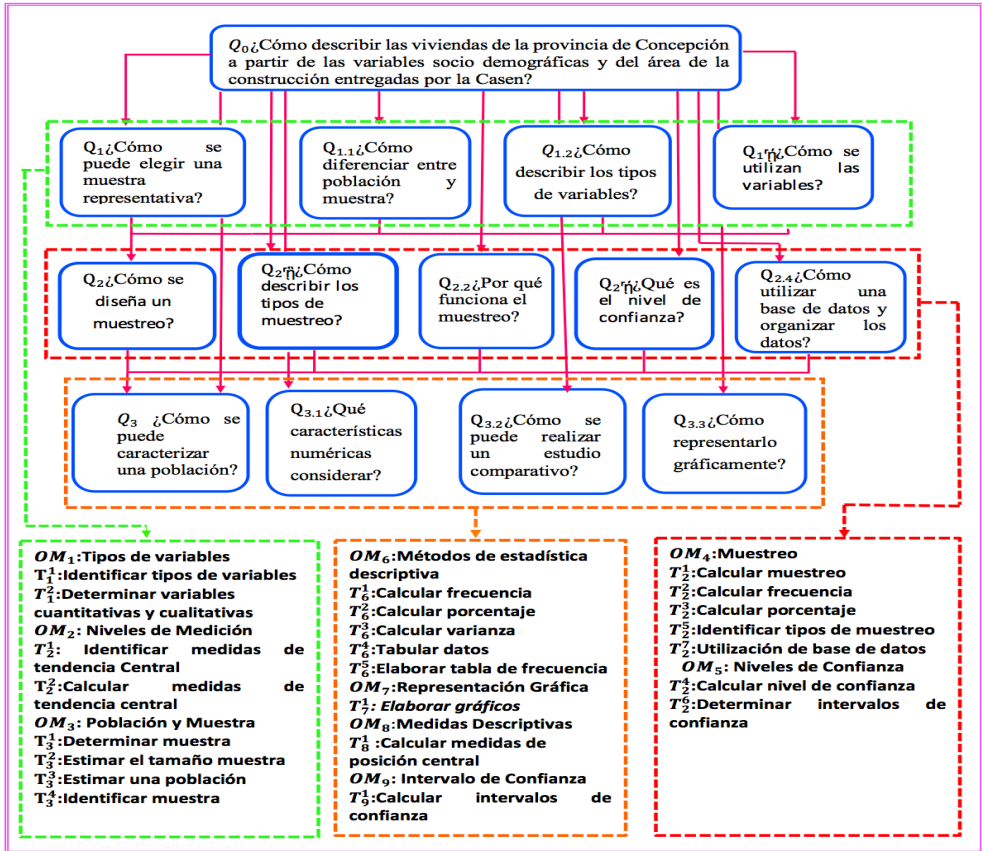 Q₀¿Cómo describir las viviendas de la provincia de Concepción
a partir de las variables socio demográficas y del área de la
construcción entregadas por la Casen?
Q₁¿Cómo se
puede elegir una
muestra
representativa?
Q₁.₁¿Cómo
diferenciar entre
población y
muestra?
Q₁.₂¿Cómo
describir los tipos
de variables?
¿Cómo se
utilizan las
variables?
Q₂¿Cómo se
diseña un
muestreo?
¿Cómo
describir los
tipos de
muestreo?
Q₂.₂¿Por qué
funciona el
muestreo?
¿Qué es
el nivel de
confianza?
Q₂.₄¿Cómo
utilizar una
base de datos y
organizar los
datos?
Q₃ ¿Cómo se
puede
caracterizar
una población?
Q₃.₁¿Qué
características
numéricas
considerar?
Q₃.₂¿Cómo se
puede realizar
un estudio
comparativo?
Q₃.₃¿Cómo
representarlo
gráficamente?
OM₁:Tipos de variables
T₁¹:Identificar tipos de variables
T₁²:Determinar variables
cuantitativas y cualitativas
OM₂: Niveles de Medición
T₂¹: Identificar medidas de
tendencia Central
T₂²:Calcular medidas de
tendencia central
OM₃: Población y Muestra
T₃¹:Determinar muestra
T₃²:Estimar el tamaño muestra
T₃³:Estimar una población
T₃⁴:Identificar muestra
OM₆:Métodos de estadística
descriptiva
T₆¹:Calcular frecuencia
T₆²:Calcular porcentaje
T₆³:Calcular varianza
T₆⁴:Tabular datos
T₆⁵:Elaborar tabla de frecuencia
OM₇:Representación Gráfica
T₇¹: Elaborar gráficos
OM₈:Medidas Descriptivas
T₈¹:Calcular medidas de
posición central
OM₉: Intervalo de Confianza
T₉¹:Calcular intervalos de
confianza
OM₄:Muestreo
T₂¹:Calcular muestreo
T₂²:Calcular frecuencia
T₂³:Calcular porcentaje
T₂⁵:Identificar tipos de muestreo
T₂⁷:Utilización de base de datos
OM₅: Niveles de Confianza
T₂⁴:Calcular nivel de confianza
T₂⁶:Determinar intervalos de
confianza